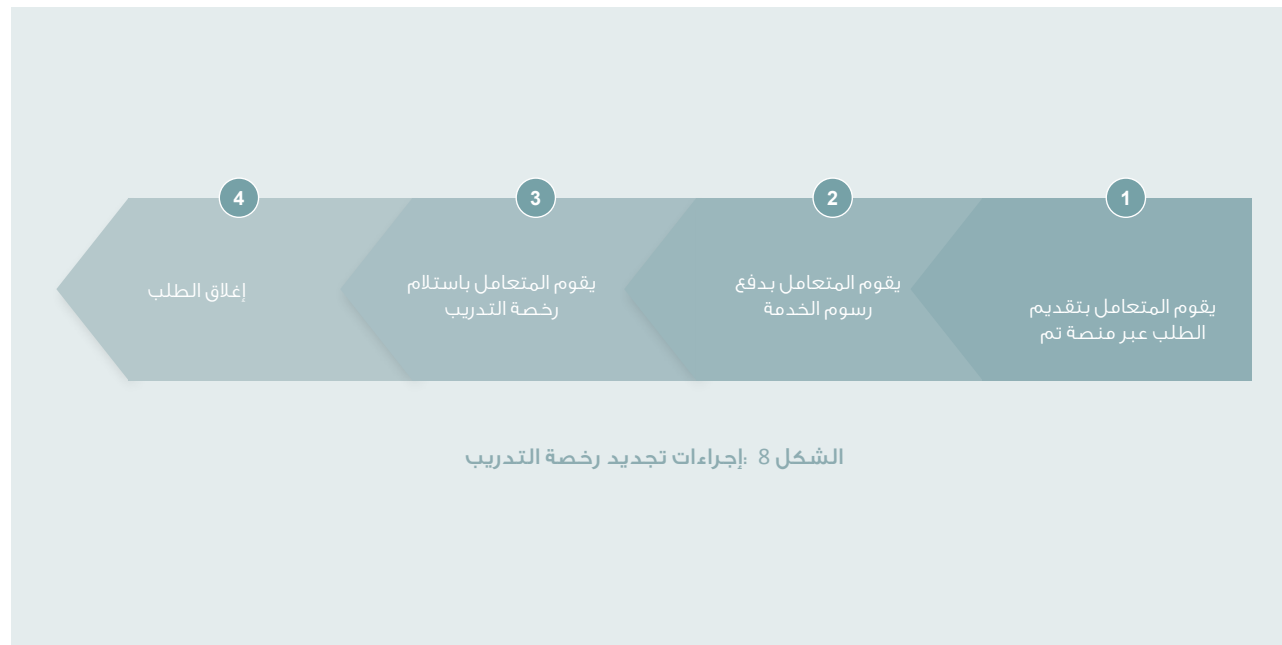 1
يقوم المتعامل بتقديم
الطلب عبر منصة تم
2
يقوم المتعامل بدفع
رسوم الخدمة
3
يقوم المتعامل باستلام
رخصة التدريب
4
إغلاق الطلب
الشكل 8 :إجراءات تجديد رخصة التدريب